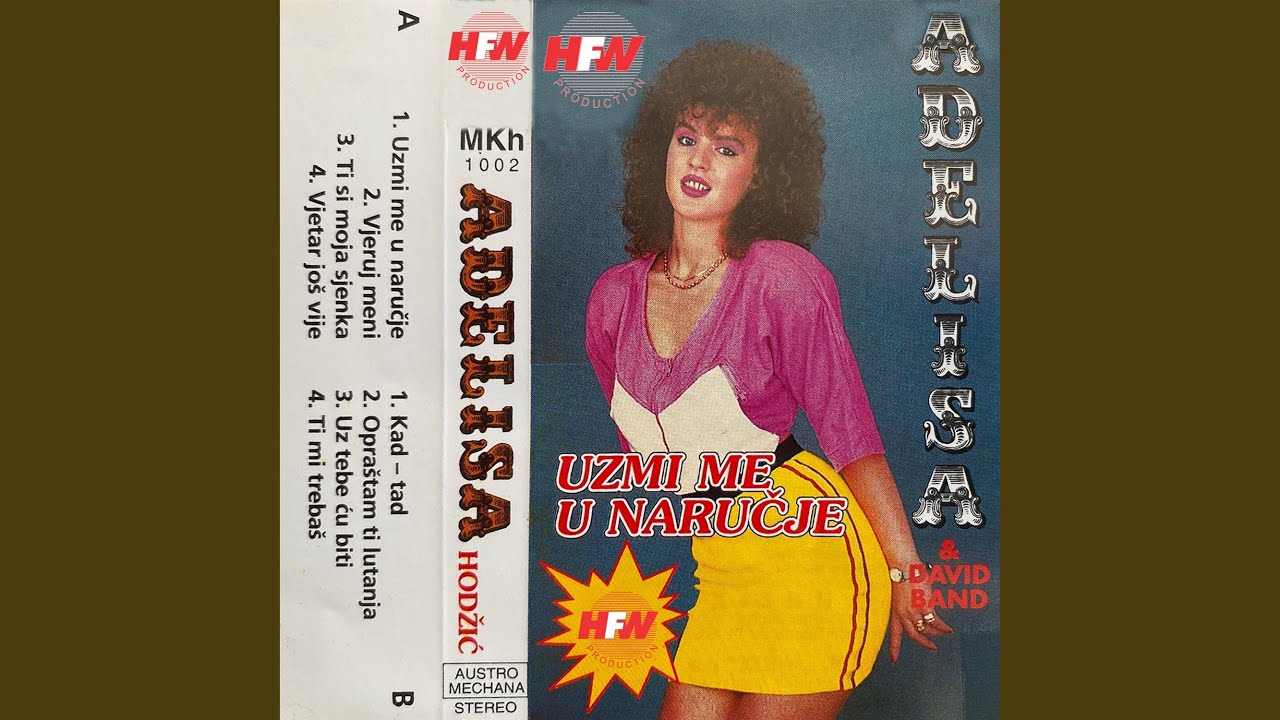 A
1. Uzmi me u naručje
2. Vjeruj meni
3. Ti si moja sjenka
4. Vjetar još vije
1. Kad – tad
2. Opraštam ti lutanja
3. Uz tebe ću biti
4. Ti mi trebaš
B
HFW
PRODUCTION
MKh
1002
ADELISA
HODŽIĆ
AUSTRO
MECHANA
STEREO
HFW
PRODUCTION
ADELISA
& DAVID
BAND
UZMI ME
U NARUČJE
HFW
PRODUCTION